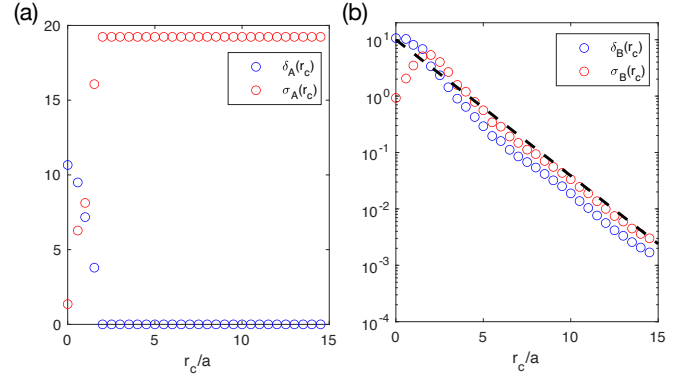 (a)
20
15
10
5
0
δ_A(r_c)
σ_A(r_c)
0 5 10 15
r_c/a
(b)
10^1
10^0
10^-1
10^-2
10^-3
10^-4
δ_B(r_c)
σ_B(r_c)
0 5 10 15
r_c/a